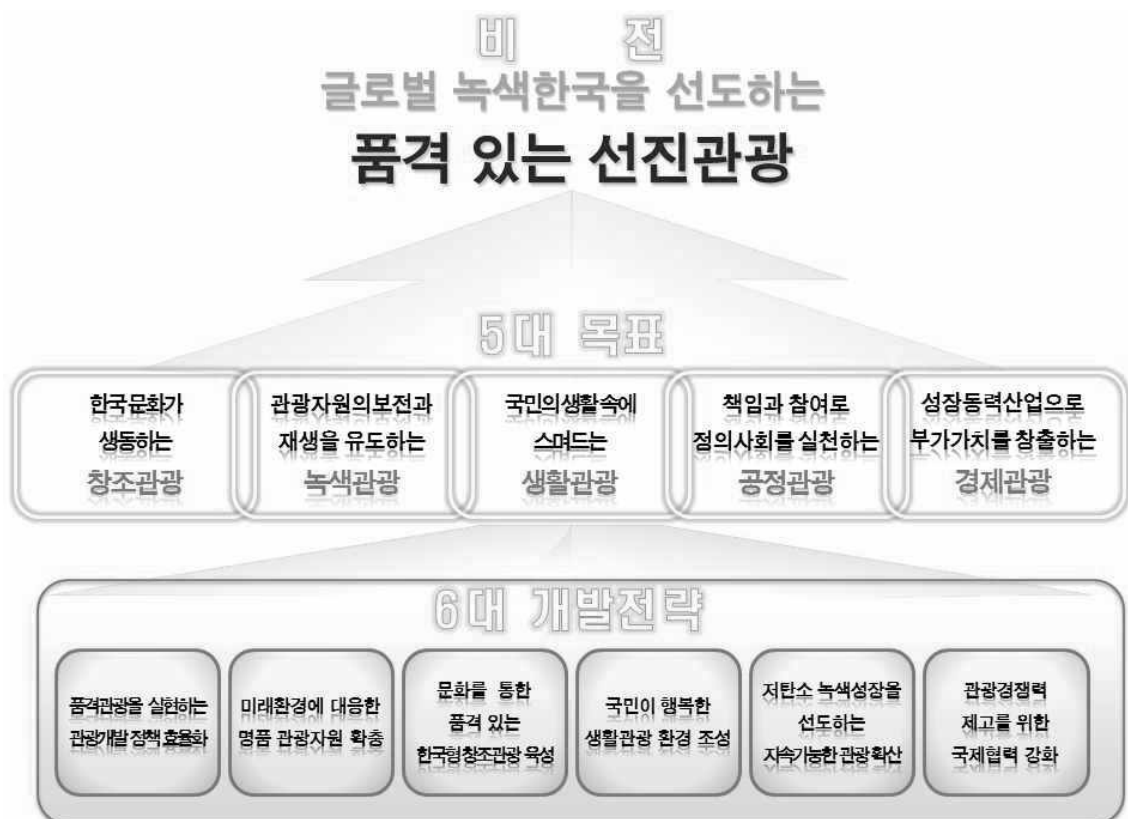 비 전
글로벌 녹색한국을 선도하는
품격 있는 선진관광
5대 목표
한국문화가
생동하는
창조관광
관광자원의보전과
재생을 유도하는
녹색관광
국민의생활속에
스며드는
생활관광
책임과 참여로
정의사회를 실천하는
공정관광
성장동력산업으로
부가가치를 창출하는
경제관광
6대 개발전략
품격관광을 실현하는
관광개발 정책 효율화
미래환경에 대응한
명품 관광자원 확충
문화를 통한
품격 있는
한국형 창조관광 육성
국민이 행복한
생활관광 환경 조성
저탄소 녹색성장을
선도하는
지속가능한 관광 확산
관광경쟁력
제고를 위한
국제협력 강화